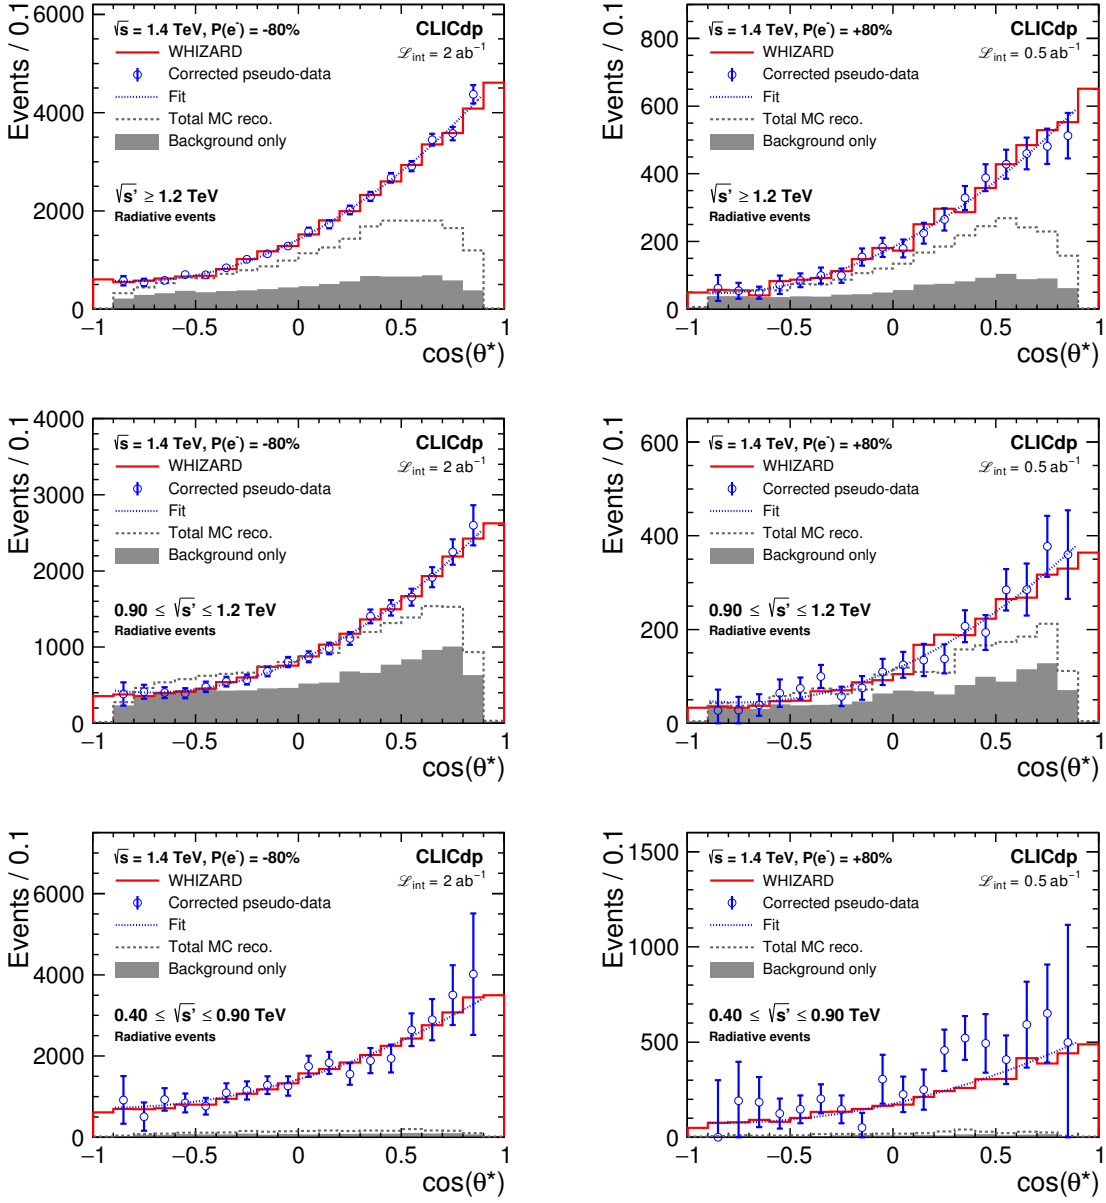 Events / 0.1
√s = 1.4 TeV, P(e⁻) = -80%
CLICdp
WHIZARD
ℒint = 2 ab⁻¹
Corrected pseudo-data
Fit
Total MC reco.
Background only
√s' ≥ 1.2 TeV
Radiative events
6000
4000
2000
0
−1 −0.5 0 0.5 1
cos(θ*)
Events / 0.1
√s = 1.4 TeV, P(e⁻) = +80%
CLICdp
WHIZARD
ℒint = 0.5 ab⁻¹
Corrected pseudo-data
Fit
Total MC reco.
Background only
√s' ≥ 1.2 TeV
Radiative events
800
600
400
200
0
−1 −0.5 0 0.5 1
cos(θ*)
Events / 0.1
√s = 1.4 TeV, P(e⁻) = -80%
CLICdp
WHIZARD
ℒint = 2 ab⁻¹
Corrected pseudo-data
Fit
Total MC reco.
Background only
0.90 ≤ √s' ≤ 1.2 TeV
Radiative events
4000
3000
2000
1000
0
−1 −0.5 0 0.5 1
cos(θ*)
Events / 0.1
√s = 1.4 TeV, P(e⁻) = +80%
CLICdp
WHIZARD
ℒint = 0.5 ab⁻¹
Corrected pseudo-data
Fit
Total MC reco.
Background only
0.90 ≤ √s' ≤ 1.2 TeV
Radiative events
600
400
200
0
−1 −0.5 0 0.5 1
cos(θ*)
Events / 0.1
√s = 1.4 TeV, P(e⁻) = -80%
CLICdp
WHIZARD
ℒint = 2 ab⁻¹
Corrected pseudo-data
Fit
Total MC reco.
Background only
0.40 ≤ √s' ≤ 0.90 TeV
Radiative events
6000
4000
2000
0
−1 −0.5 0 0.5 1
cos(θ*)
Events / 0.1
√s = 1.4 TeV, P(e⁻) = +80%
CLICdp
WHIZARD
ℒint = 0.5 ab⁻¹
Corrected pseudo-data
Fit
Total MC reco.
Background only
0.40 ≤ √s' ≤ 0.90 TeV
Radiative events
1500
1000
500
0
−1 −0.5 0 0.5 1
cos(θ*)